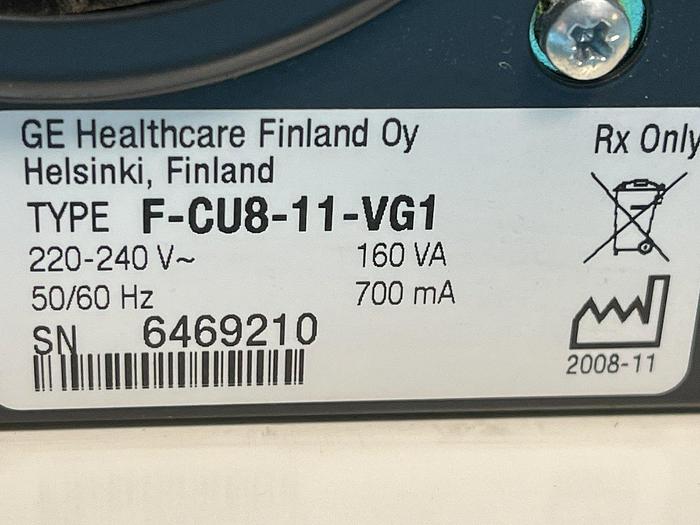 GE Healthcare Finland Oy
Rx Only
Helsinki, Finland
TYPE F-CU8-11-VG1
220-240 V~ 160 VA
50/60 Hz 700 mA
SN 6469210
2008-11